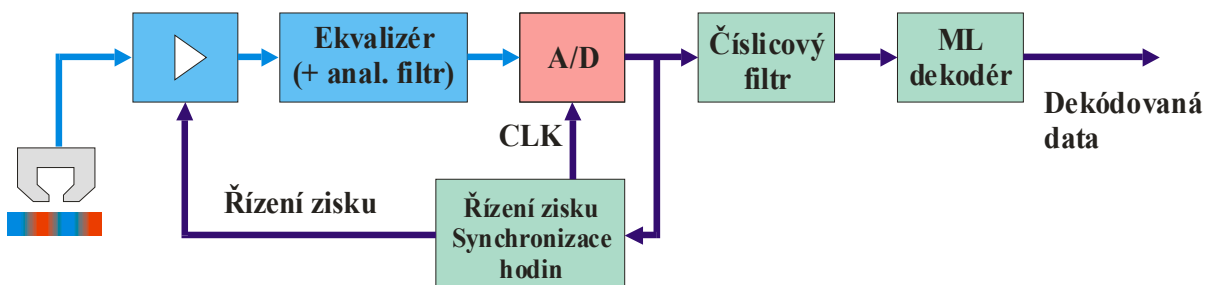 Ekvalizér
(+ anal. filtr)
A/D
Číslicový
filtr
ML
dekodér
Dekódovaná
data
CLK
Řízení zisku
Řízení zisku
Synchronizace
hodin